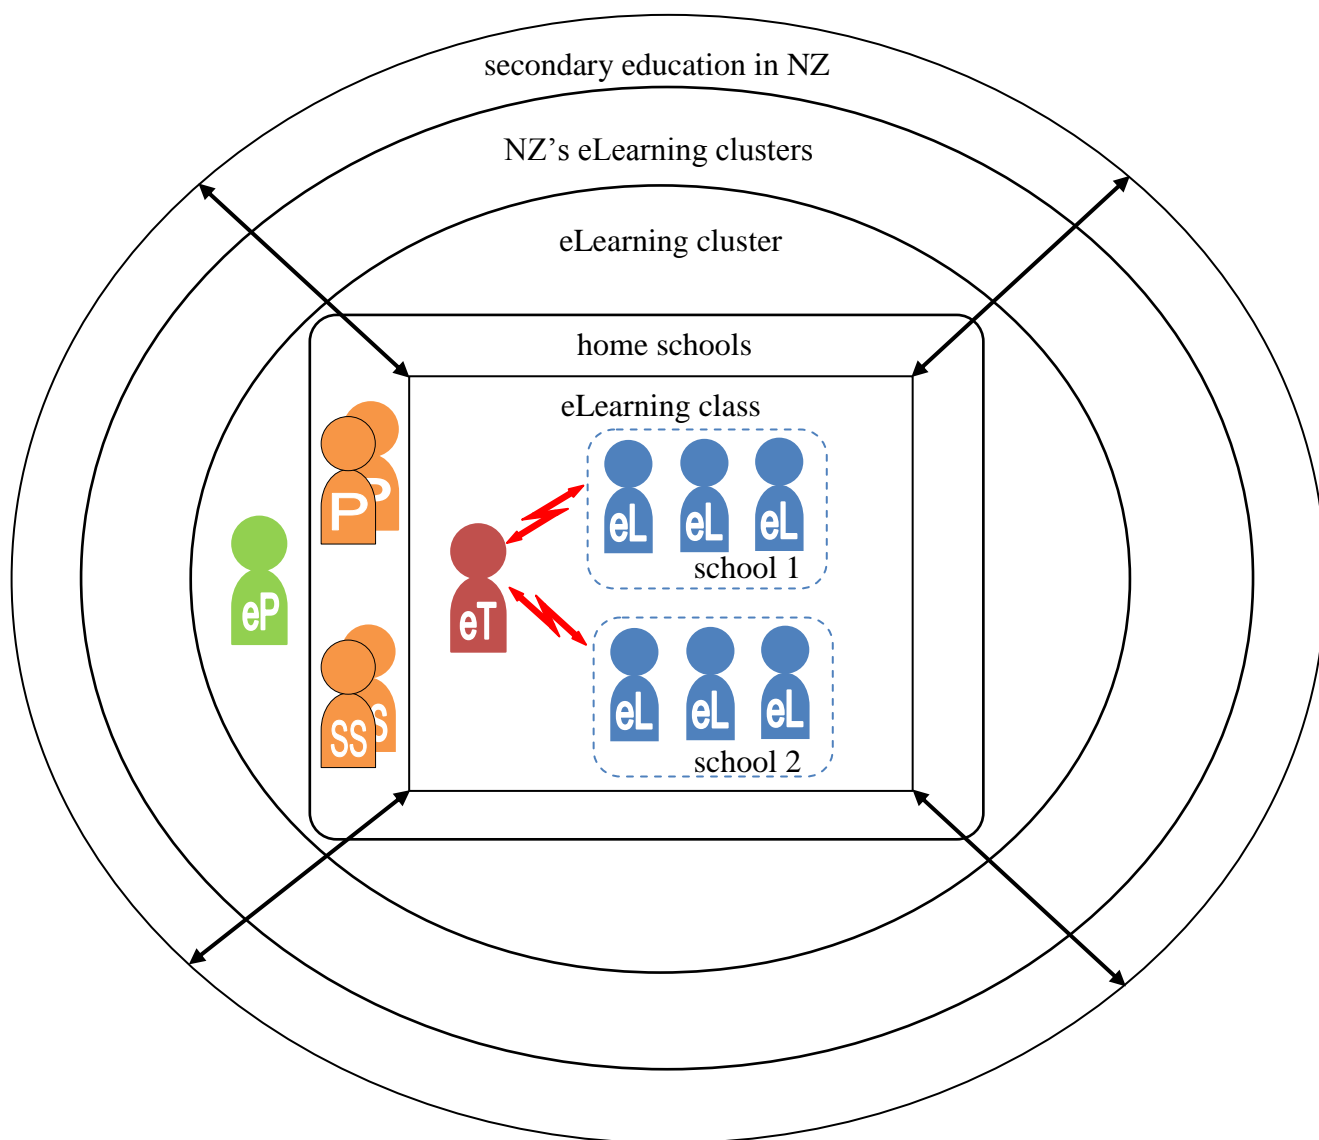 secondary education in NZ
NZ’s eLearning clusters
eLearning cluster
home schools
eLearning class
P
P
eL
eL
eL
school 1
eP
eT
SS
S
eL
eL
eL
school 2